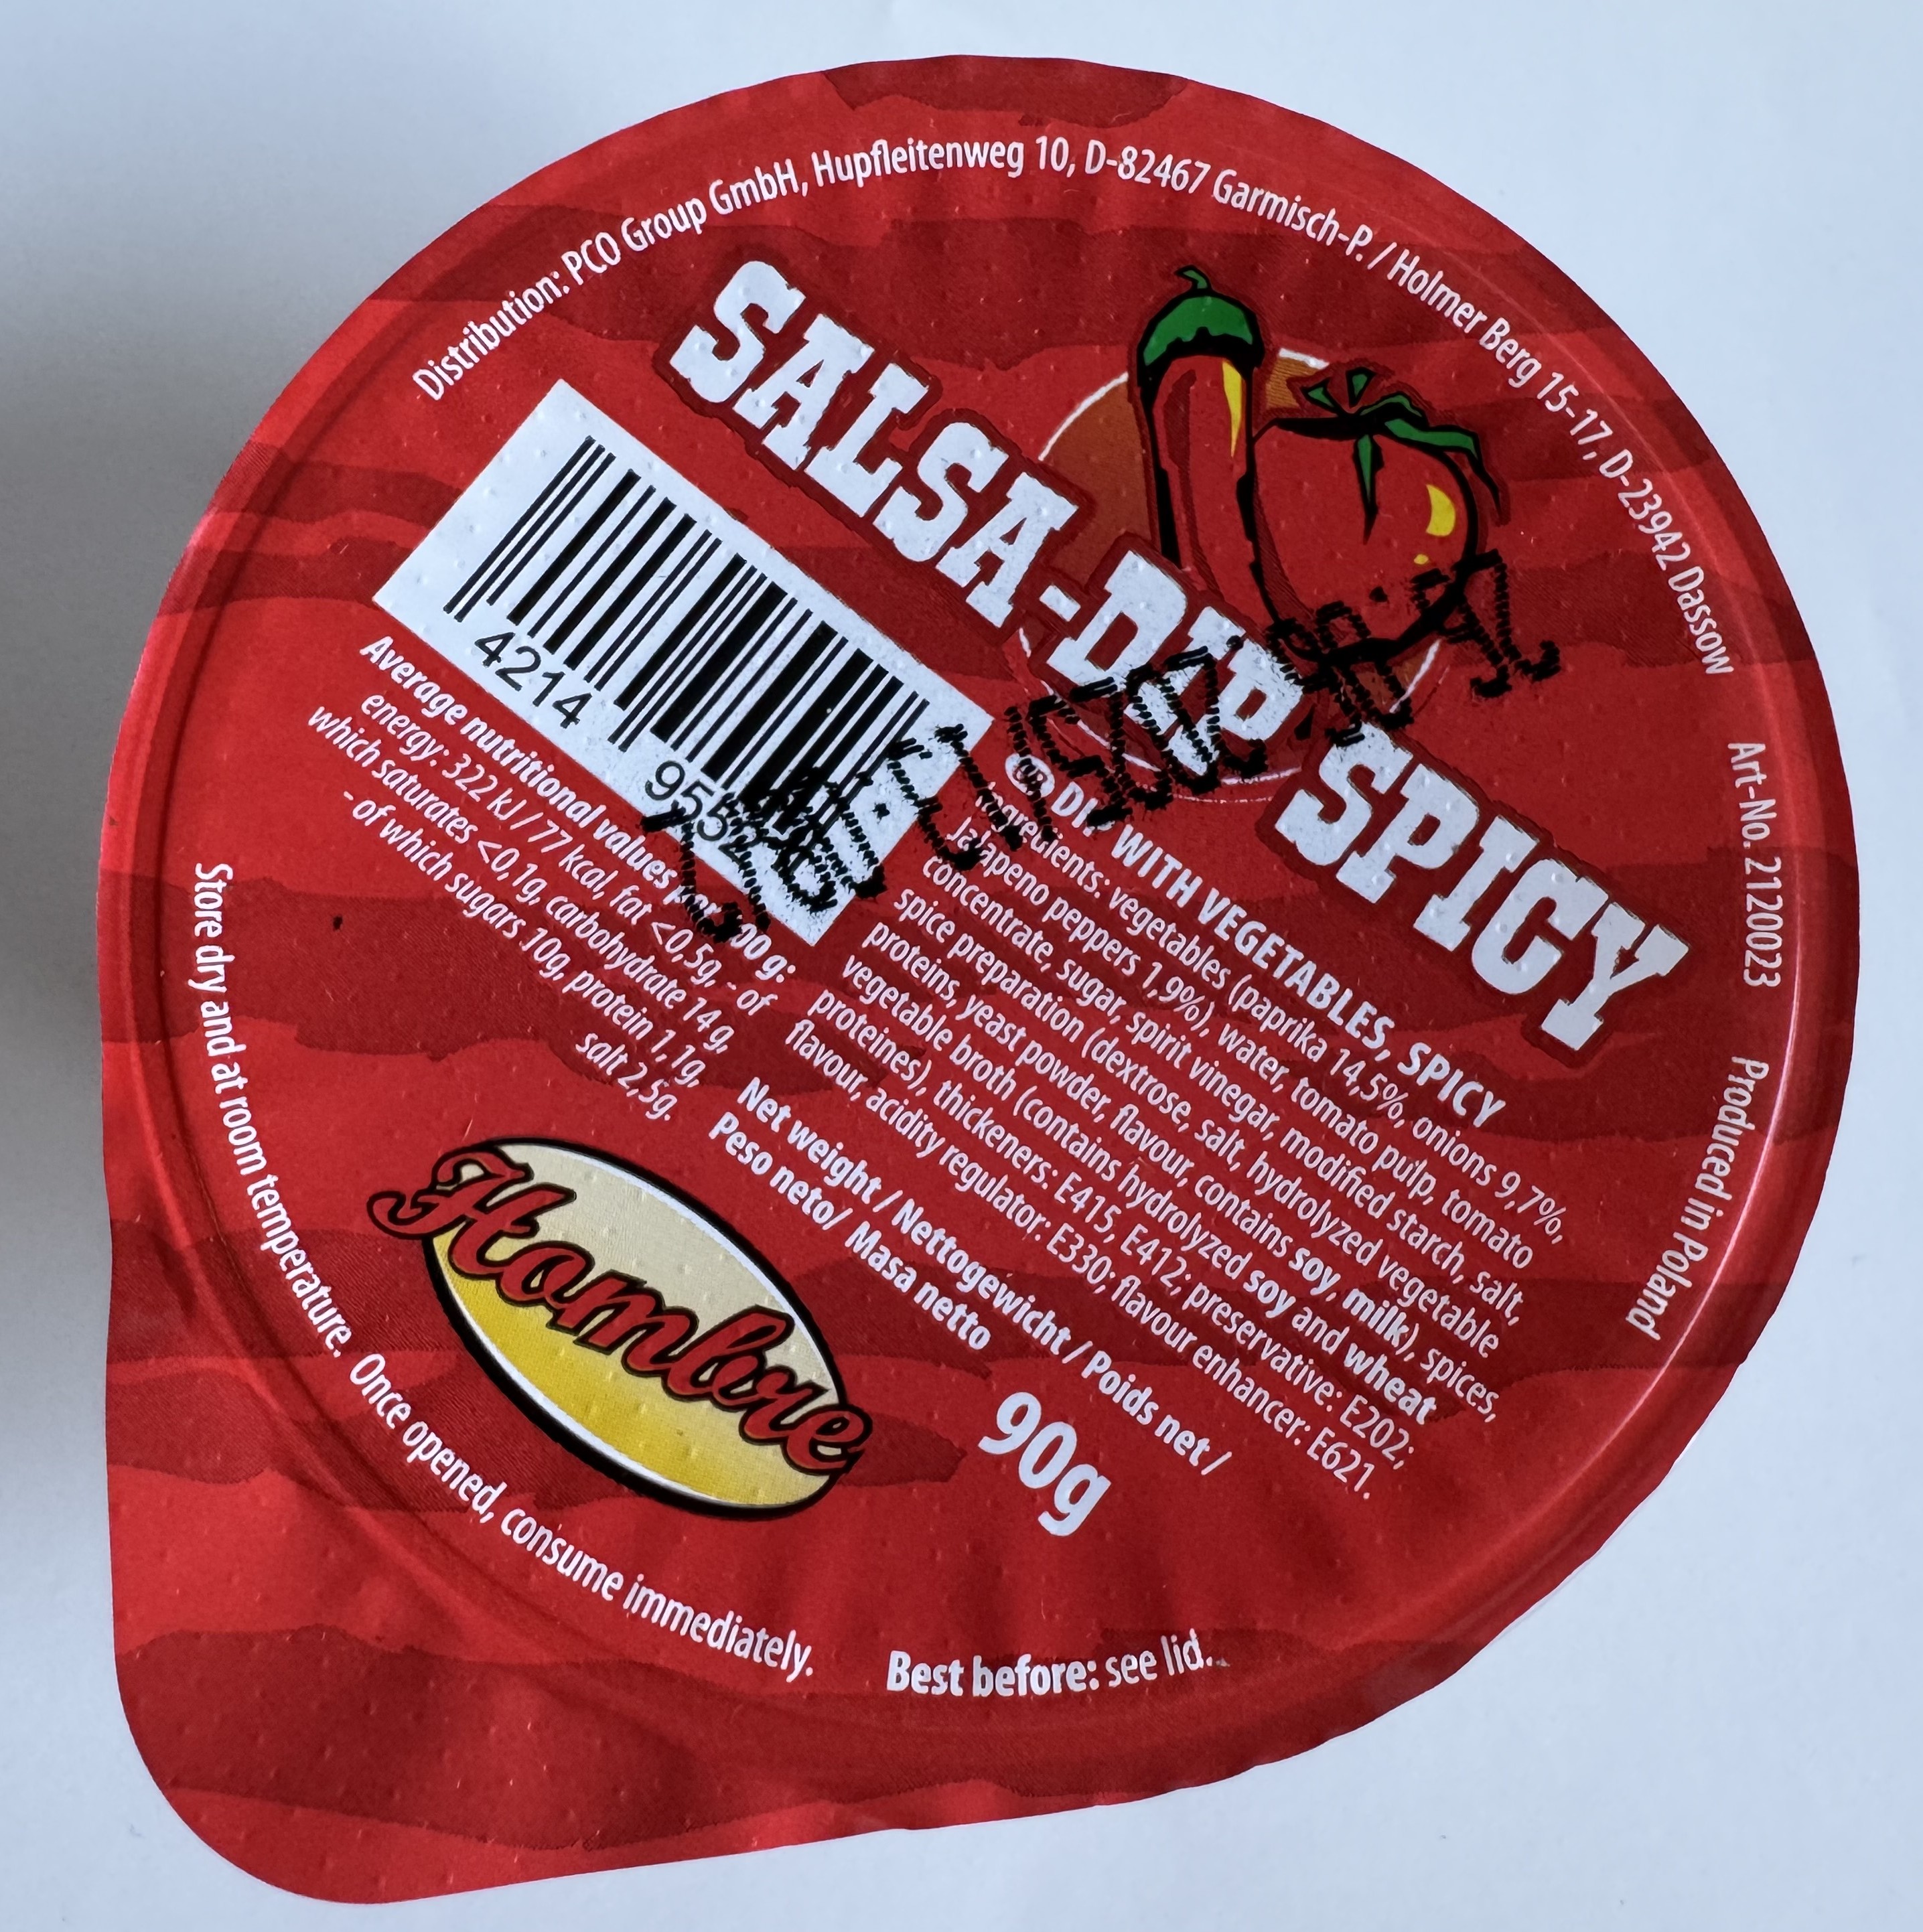 Distribution: PCO Group GmbH, Hupfleitenweg 10, D-82467 Garmisch-P. / Holmer Berg 15-17, D-23942 Dassow
Art-No. 2120023
Produced in Poland
SALSA-DIP SPICY
4214 9552
GB DIP WITH VEGETABLES, SPICY
Ingredients: vegetables (paprika 14,5%, onions 9,7%,
Jalapeno peppers 1,9%), water, tomato pulp, tomato
concentrate, sugar, spirit vinegar, modified starch, salt,
spice preparation (dextrose, salt, hydrolyzed vegetable
proteins, yeast powder, flavour, contains soy, milk), spices,
vegetable broth (contains hydrolyzed vegetable
proteines), thickeners: E415, E412; preservative: E202;
flavour, acidity regulator: E330; flavour enhancer: E621.
soy and wheat
Average nutritional values per 100 g:
energy: 322 kJ / 77 kcal, fat <0,5g, - of
which saturates <0,1g, carbohydrate 14g,
- of which sugars 10g, protein 1,1g,
salt 2,5g.
Net weight / Nettogewicht / Poids net /
Peso neto/ Masa netto
90g
Hombre
Store dry and at room temperature. Once opened, consume immediately.
Best before: see lid.